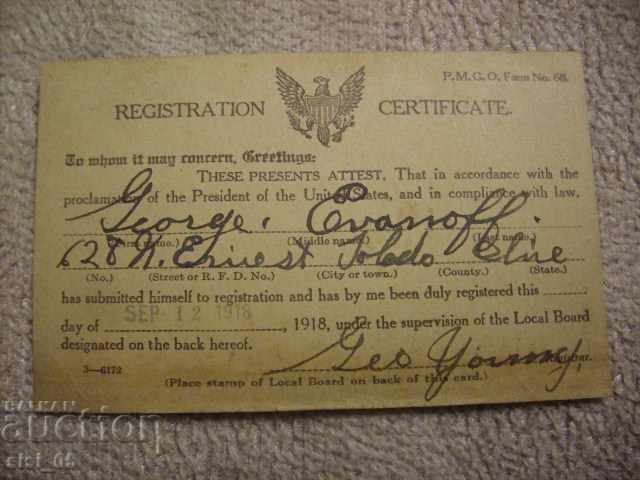 P.M.G.O. Form No. 68.
REGISTRATION CERTIFICATE.
To whom it may concern, Greetings:
THESE PRESENTS ATTEST, That in accordance with the
proclamation of the President of the United States, and in compliance with law,
George. Evanoff.
(First name.) (Middle name.) (Last name.)
628 N. Ernest Toledo
(No.) (Street or R. F. D. No.) (City or town.) (County.) (State.)
has submitted himself to registration and has by me been duly registered this
day of SEP 12 1918, 1918, under the supervision of the Local Board
designated on the back hereof. Geo Young,
Registrar.
3—6172
(Place stamp of Local Board on back of this card.)
BALKAN
auction
sisi_05